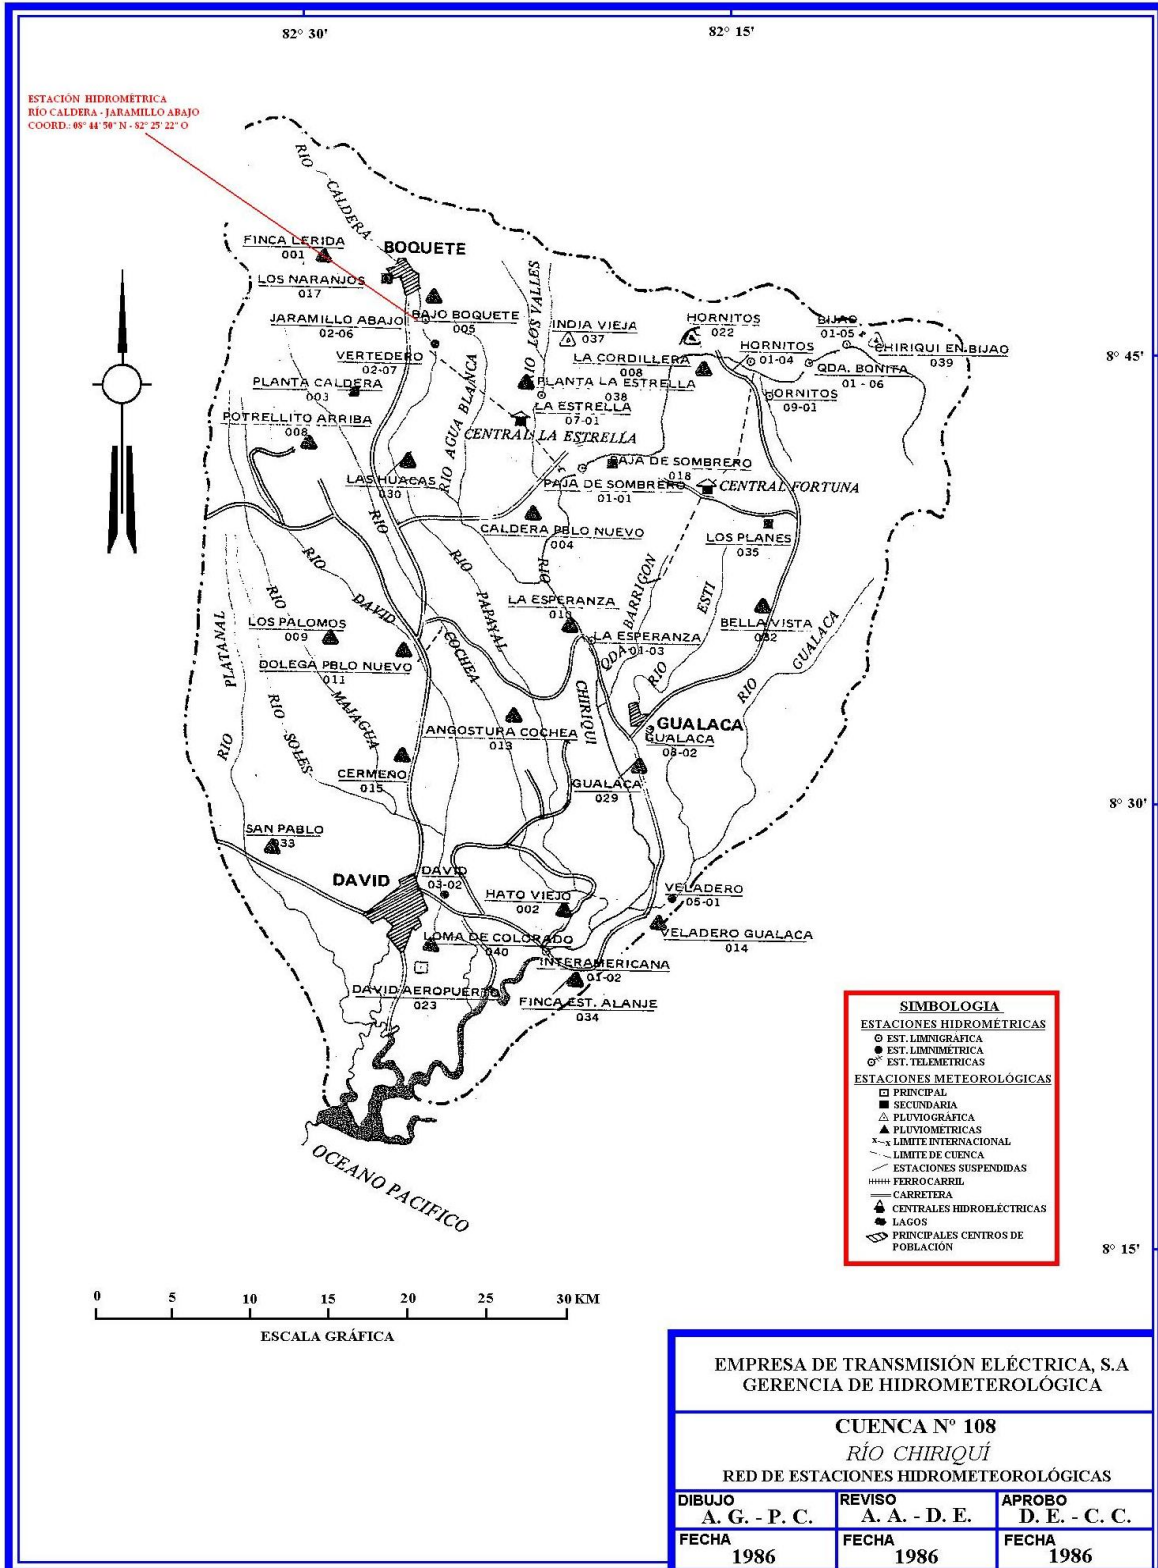 82° 30'
82° 15'
ESTACIÓN HIDROMÉTRICA
RÍO CALDERA - JARAMILLO ABAJO
COORD.: 08° 44' 50" N - 82° 25' 22" O
RIO CALDERA
FINCA LERIDA
001
BOQUETE
LOS NARANJOS
017
JARAMILLO ABAJO
02-06
BAJO BOQUETE
005
RIO LOS VALLES
INDIA VIEJA
037
HORNITOS
022
BIJAO
01-05
CHIRIQUI EN BIJAO
039
8° 45'
VERTEDERO
02-07
LA CORDILLERA
008
HORNITOS
01-04
QDA. BONITA
01-06
PLANTA CALDERA
003
RIO AGUA BLANCA
PLANTA LA ESTRELLA
038
HORNITOS
09-01
LA ESTRELLA
07-01
POTRELLITO ARRIBA
008
CENTRAL LA ESTRELLA
LAS HUACAS
030
PAJA DE SOMBRERO
018
PAJA DE SOMBRERO
01-01
CENTRAL FORTUNA
CALDERA PBLO NUEVO
004
LOS PLANES
035
RIO
RIO DAVID
RIO PAPAYAL
RIO
CHIRIQUI
QDA BARRIGON
RIO ESTI
RIO GUALACA
LA ESPERANZA
010
LA ESPERANZA
01-03
BELLA VISTA
032
RIO PLATANAL
RIO MAJAGUA
LOS PALOMOS
009
DOLEGA PBLO NUEVO
011
COCHEA
RIO SOLES
ANGOSTURA COCHEA
013
GUALACA
GUALACA
06-02
CERMEÑO
015
GUALACA
029
8° 30'
SAN PABLO
033
DAVID
DAVID
03-02
HATO VIEJO
002
VELADERO
05-01
LOMA DE COLORADO
040
VELADERO GUALACA
014
INTERAMERICANA
01-02
DAVID AEROPUERTO
023
FINCA EST. ALANJE
034
OCEANO PACIFICO
SIMBOLOGIA
ESTACIONES HIDROMÉTRICAS
EST. LIMNIGRÁFICA
EST. LIMNIMÉTRICA
EST. TELEMETRICAS
ESTACIONES METEOROLÓGICAS
PRINCIPAL
SECUNDARIA
PLUVIOGRÁFICA
PLUVIOMETRICAS
x-x LIMITE INTERNACIONAL
LIMITE DE CUENCA
ESTACIONES SUSPENDIDAS
FERROCARRIL
CARRETERA
CENTRALES HIDROELÉCTRICAS
LAGOS
PRINCIPALES CENTROS DE
POBLACIÓN
8° 15'
0 5 10 15 20 25 30 KM
ESCALA GRÁFICA
EMPRESA DE TRANSMISIÓN ELÉCTRICA, S.A
GERENCIA DE HIDROMETEROLÓGICA
CUENCA Nº 108
RÍO CHIRIQUÍ
RED DE ESTACIONES HIDROMETEOROLÓGICAS
DIBUJO
A. G. - P. C.
REVISO
A. A. - D. E.
APROBO
D. E. - C. C.
FECHA
1986
FECHA
1986
FECHA
1986